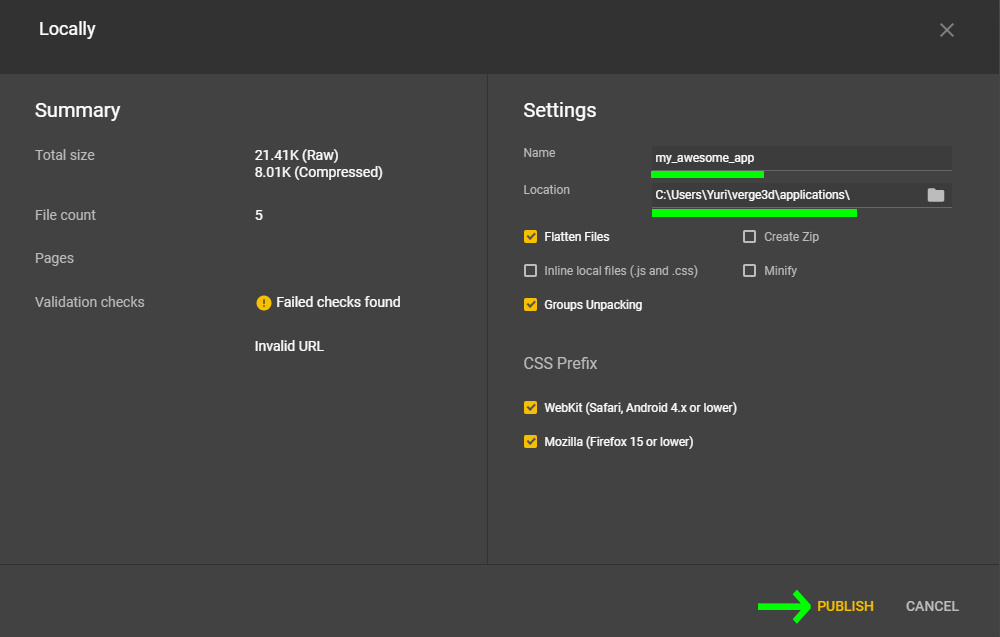 Locally
Summary
Total size
21.41K (Raw)
8.01K (Compressed)
File count
5
Pages
Validation checks
! Failed checks found
Invalid URL
Settings
Name
my_awesome_app
Location
C:\Users\Yuri\verge3d\applications\
Flatten Files
Create Zip
Inline local files (.js and .css)
Minify
Groups Unpacking
CSS Prefix
WebKit (Safari, Android 4.x or lower)
Mozilla (Firefox 15 or lower)
PUBLISH
CANCEL